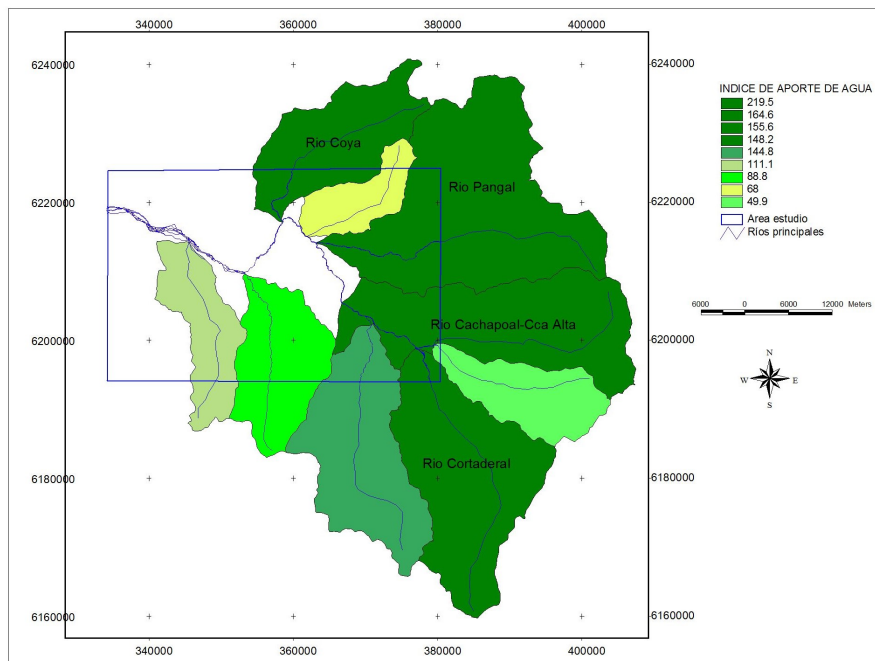 340000 360000 380000 400000
6240000 6240000
INDICE DE APORTE DE AGUA
219.5
164.6
155.6
148.2
144.8
111.1
88.8
68
49.9
Area estudio
Ríos principales
Rio Coya
Rio Pangal
6220000 6220000
6000 0 6000 12000 Meters
Rio Cachapoal-Cca Alta
6200000 6200000
N
W E
S
Rio Cortaderal
6180000 6180000
6160000 6160000
340000 360000 380000 400000